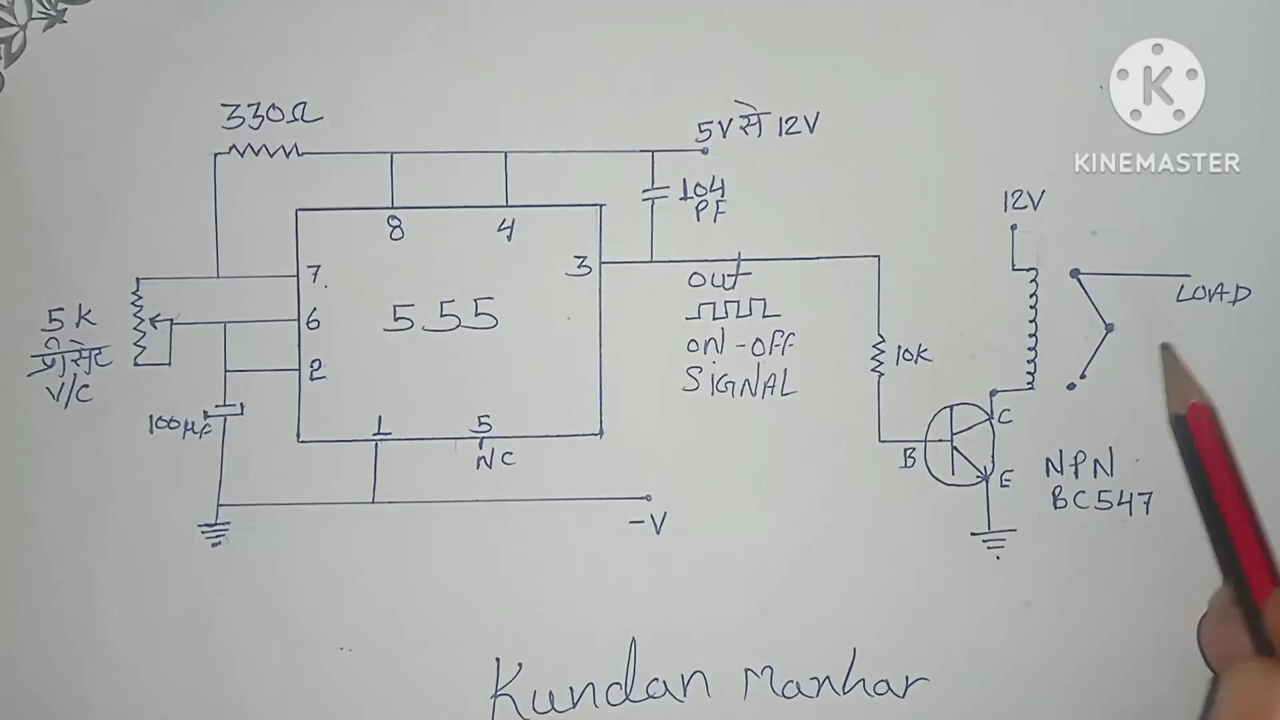 330Ω
5V से 12V
104
PF
12V
8
4
7
3
6
555
2
5K
प्रीसेट
V/C
out
ON-OFF
SIGNAL
10K
LOAD
100µF
1
5
NC
B
C
E
NPN
BC547
-V
Kundan Manhar
K
KINEMASTER